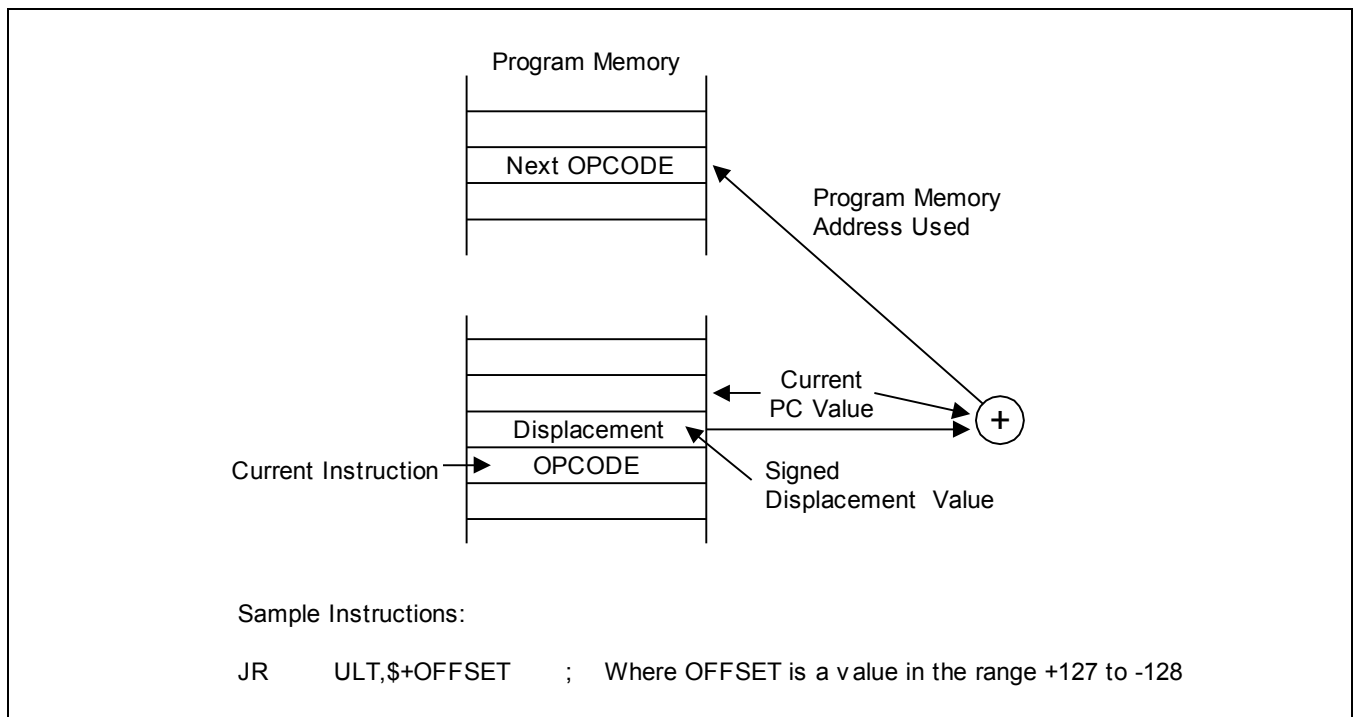 Program Memory
Next OPCODE
Program Memory
Address Used
Current
PC Value
+
Displacement
Current Instruction
OPCODE
Signed
Displacement Value
Sample Instructions:
JR ULT,$+OFFSET ; Where OFFSET is a value in the range +127 to -128